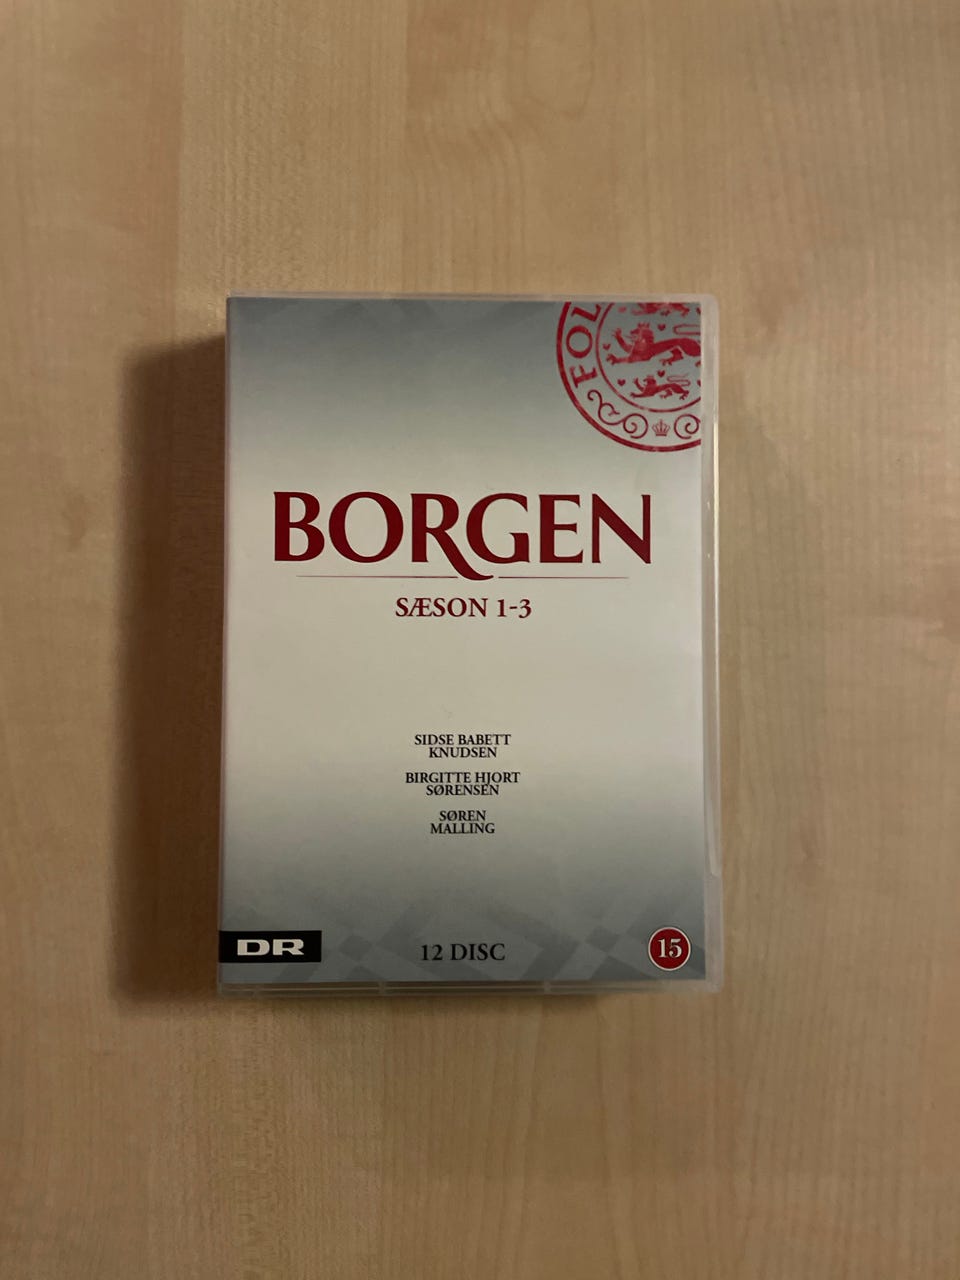 FOL
BORGEN
SÆSON 1-3
SIDSE BABETT
KNUDSEN
BIRGITTE HJORT
SØRENSEN
SØREN
MALLING
DR
12 DISC
15